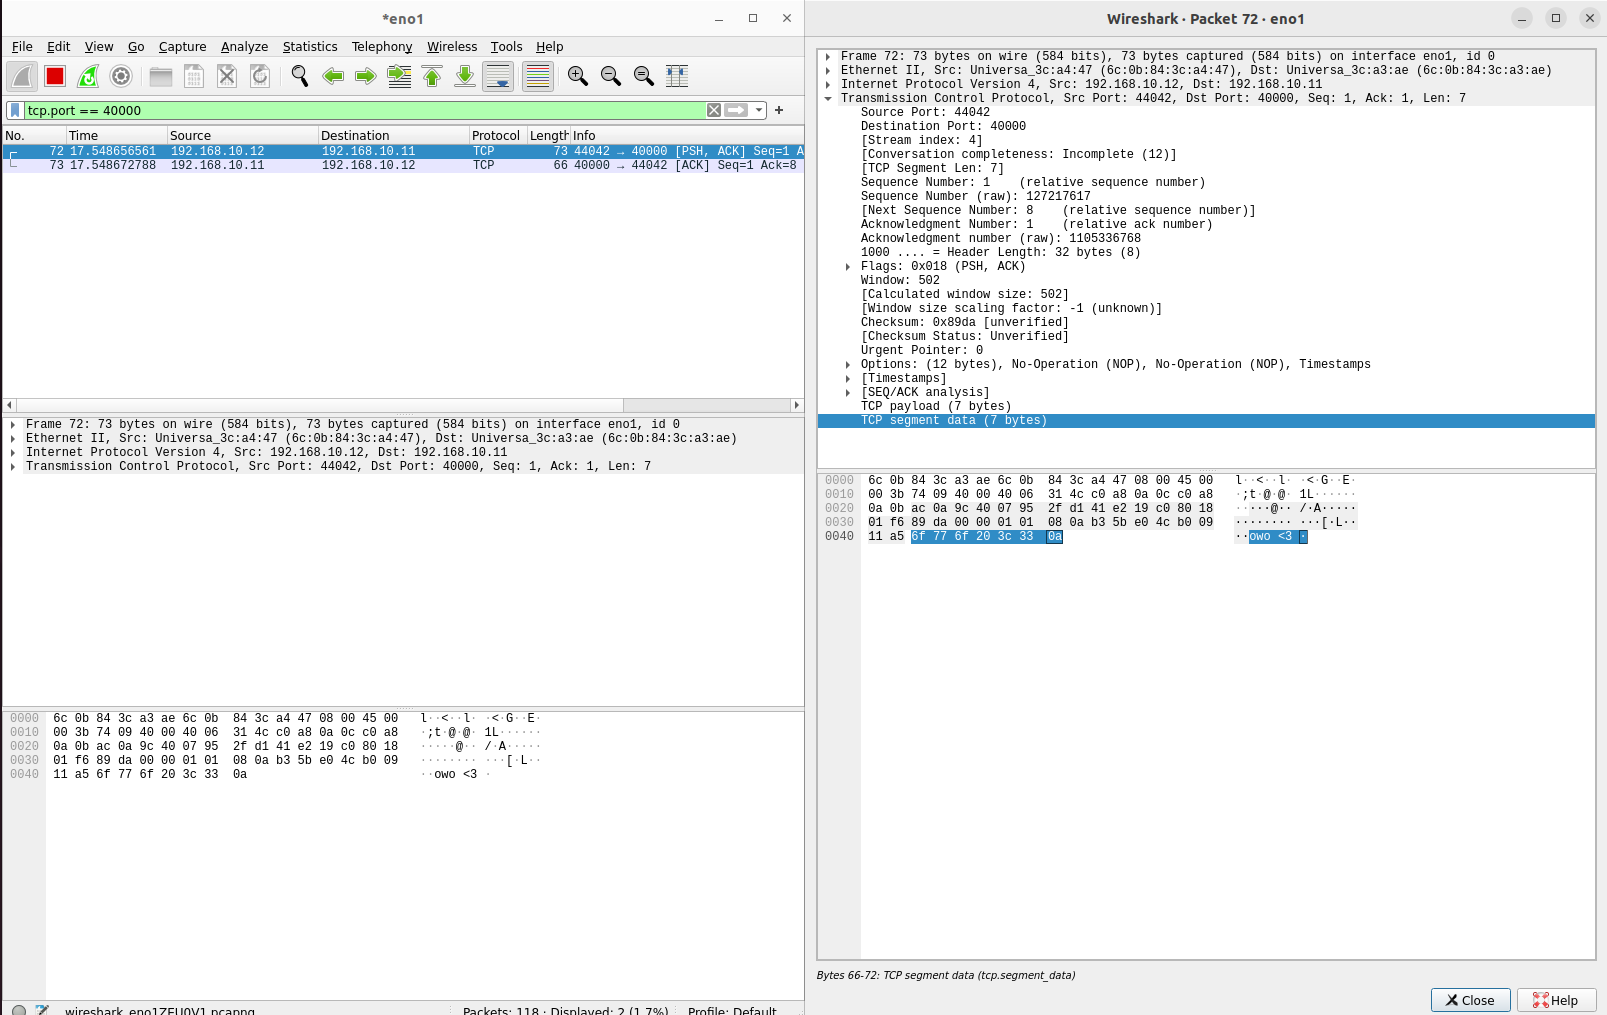 *eno1
File Edit View Go Capture Analyze Statistics Telephony Wireless Tools Help
tcp.port == 40000
No. Time Source Destination Protocol Length Info
72 17.548656561 192.168.10.12 192.168.10.11 TCP 73 44042 → 40000 [PSH, ACK] Seq=1 A
73 17.548672788 192.168.10.11 192.168.10.12 TCP 66 40000 → 44042 [ACK] Seq=1 Ack=8
Frame 72: 73 bytes on wire (584 bits), 73 bytes captured (584 bits) on interface eno1, id 0
Ethernet II, Src: Universa_3c:a4:47 (6c:0b:84:3c:a4:47), Dst: Universa_3c:a3:ae (6c:0b:84:3c:a3:ae)
Internet Protocol Version 4, Src: 192.168.10.12, Dst: 192.168.10.11
Transmission Control Protocol, Src Port: 44042, Dst Port: 40000, Seq: 1, Ack: 1, Len: 7
0000 6c 0b 84 3c a3 ae 6c 0b 84 3c a4 47 08 00 45 00 l··<··l· ·<·G··E·
0010 00 3b 74 09 40 00 40 06 31 4c c0 a8 0a 0c c0 a8 ·;t·@·@· 1L······
0020 0a 0b ac 0a 9c 40 07 95 2f d1 41 e2 19 c0 80 18 ·····@·· /·A·····
0030 01 f6 89 da 00 00 01 01 08 0a b3 5b e0 4c b0 09 ········ ···[·L··
0040 11 a5 6f 77 6f 20 3c 33 0a ··owo <3 ·
wireshark_eno1ZFU0V1.pcapng Packets: 118 · Displayed: 2 (1.7%) Profile: Default
Wireshark · Packet 72 · eno1
Frame 72: 73 bytes on wire (584 bits), 73 bytes captured (584 bits) on interface eno1, id 0
Ethernet II, Src: Universa_3c:a4:47 (6c:0b:84:3c:a4:47), Dst: Universa_3c:a3:ae (6c:0b:84:3c:a3:ae)
Internet Protocol Version 4, Src: 192.168.10.12, Dst: 192.168.10.11
Transmission Control Protocol, Src Port: 44042, Dst Port: 40000, Seq: 1, Ack: 1, Len: 7
Source Port: 44042
Destination Port: 40000
[Stream index: 4]
[Conversation completeness: Incomplete (12)]
[TCP Segment Len: 7]
Sequence Number: 1 (relative sequence number)
Sequence Number (raw): 127217617
[Next Sequence Number: 8 (relative sequence number)]
Acknowledgment Number: 1 (relative ack number)
Acknowledgment number (raw): 1105336768
1000 .... = Header Length: 32 bytes (8)
Flags: 0x018 (PSH, ACK)
Window: 502
[Calculated window size: 502]
[Window size scaling factor: -1 (unknown)]
Checksum: 0x89da [unverified]
[Checksum Status: Unverified]
Urgent Pointer: 0
Options: (12 bytes), No-Operation (NOP), No-Operation (NOP), Timestamps
[Timestamps]
[SEQ/ACK analysis]
TCP payload (7 bytes)
TCP segment data (7 bytes)
0000 6c 0b 84 3c a3 ae 6c 0b 84 3c a4 47 08 00 45 00 l··<··l· ·<·G··E·
0010 00 3b 74 09 40 00 40 06 31 4c c0 a8 0a 0c c0 a8 ·;t·@·@· 1L······
0020 0a 0b ac 0a 9c 40 07 95 2f d1 41 e2 19 c0 80 18 ·····@·· /·A·····
0030 01 f6 89 da 00 00 01 01 08 0a b3 5b e0 4c b0 09 ········ ···[·L··
0040 11 a5 6f 77 6f 20 3c 33 0a ··owo <3 ·
Bytes 66-72: TCP segment data (tcp.segment_data)
Close Help